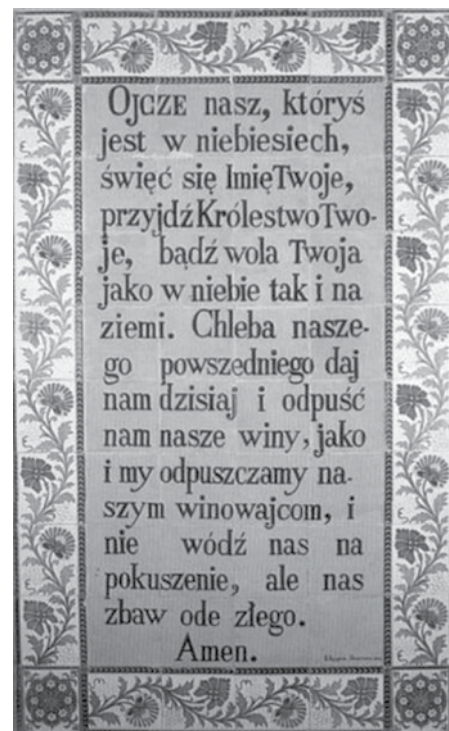 OJCZE nasz, któryś
jest w niebiesiech,
święć się Imię Twoje,
przyjdź Królestwo Two-
je, bądź wola Twoja
jako w niebie tak i na
ziemi. Chleba nasze-
go powszedniego daj
nam dzisiaj i odpuść
nam nasze winy, jako
i my odpuszczamy na-
szym winowajcom, i
nie wódź nas na
pokuszenie, ale nas
zbaw ode złego.
Amen.